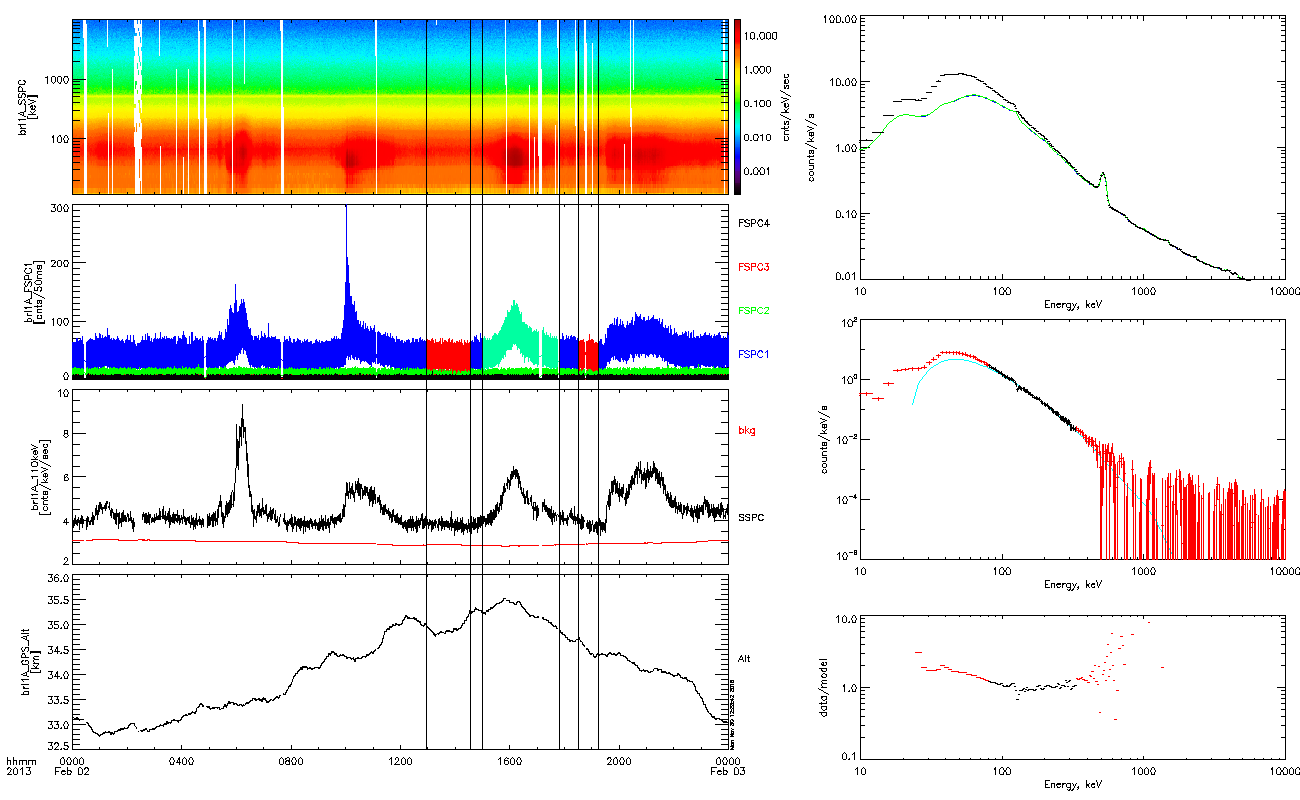 brl1A_SSPC
[keV]
1000
100
10.000
1.000
0.100
0.010
0.001
cnts/keV/sec
brl1A_FSPC1
[cnts/50ms]
300
200
100
0
FSPC4
FSPC3
FSPC2
FSPC1
brl1A_110keV
[cnts/keV/sec]
10
8
6
4
2
bkg
SSPC
brl1A_GPS_Alt
[km]
36.0
35.5
35.0
34.5
34.0
33.5
33.0
32.5
Alt
hhmm
2013
0000
Feb 02
0400
0800
1200
1600
2000
0000
Feb 03
counts/keV/s
100.00
10.00
1.00
0.10
0.01
10
100
1000
10000
Energy, keV
counts/keV/s
10²
10⁰
10⁻²
10⁻⁴
10⁻⁶
10
100
1000
10000
Energy, keV
data/model
10.0
1.0
0.1
10
100
1000
10000
Energy, keV